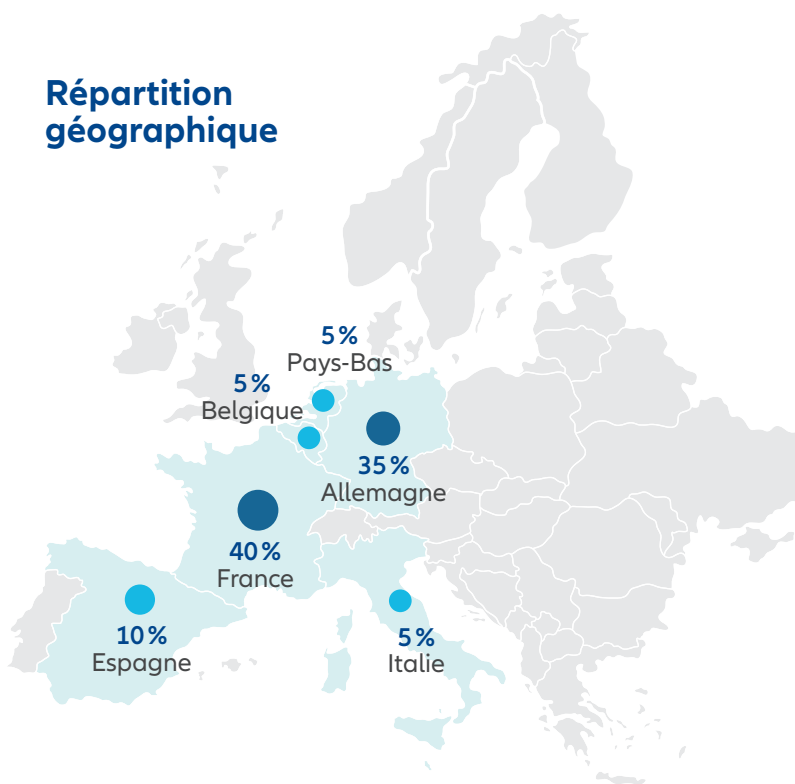 Répartition
géographique
5 %
Pays-Bas
5 %
Belgique
35 %
Allemagne
40 %
France
10 %
Espagne
5 %
Italie